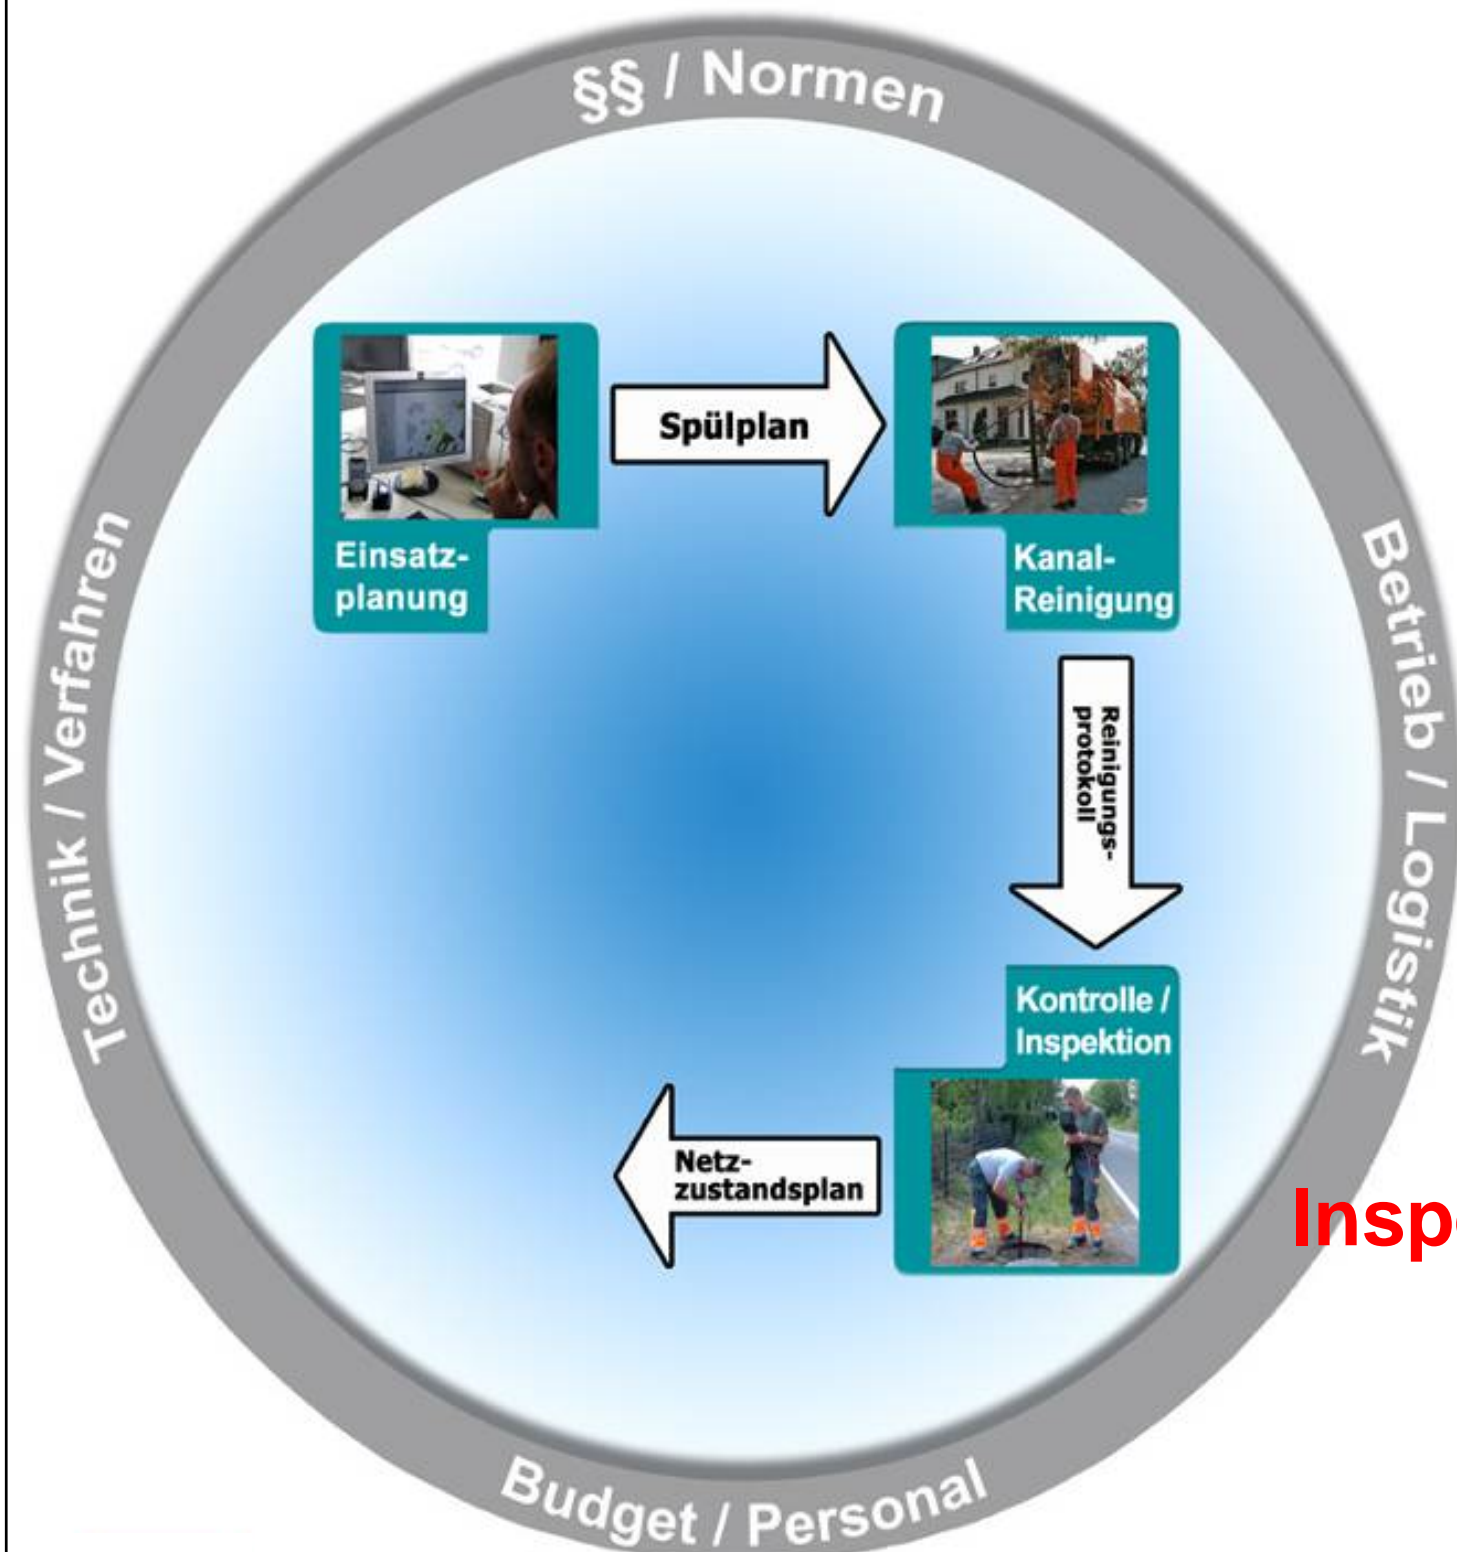 §§ / Normen
Spülplan
Einsatz-
planung
Kanal-
Reinigung
Technik / Verfahren
Betrieb / Logistik
Reinigungs-
protokoll
Kontrolle /
Inspektion
Netz-
zustandsplan
Budget / Personal